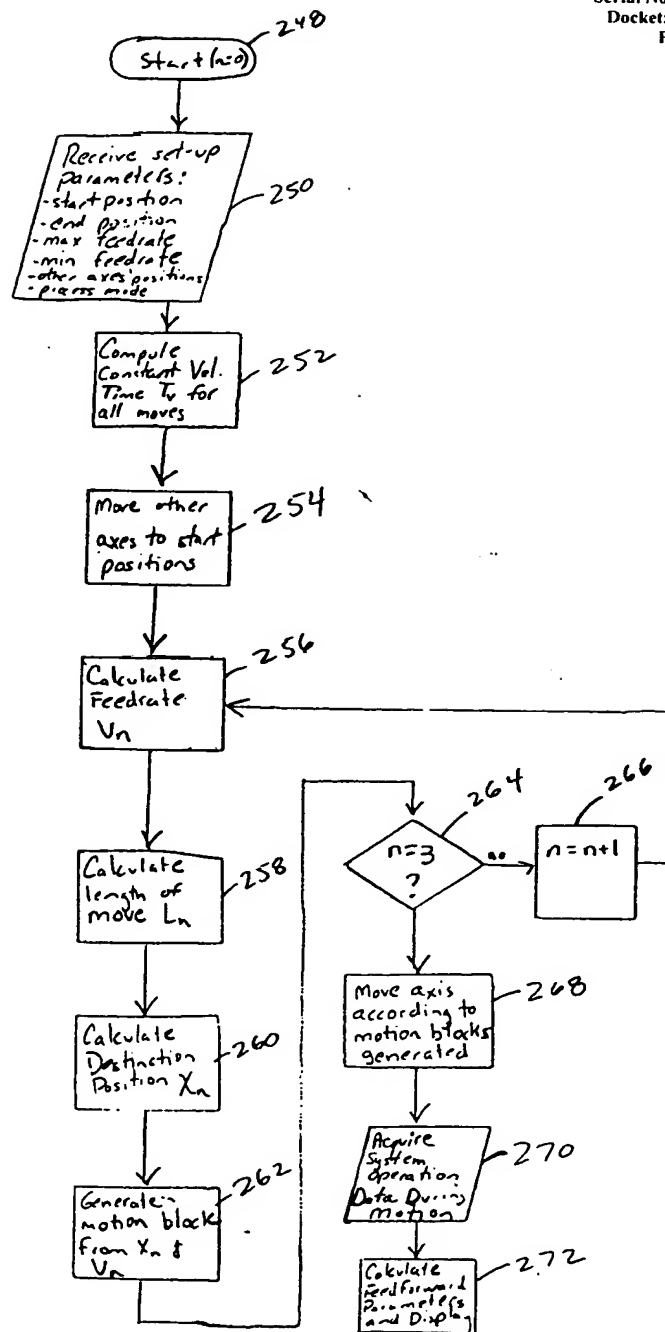 Serial No
Docket:
F
Start (n=0)
248
Receive set-up
parameters:
-start position
-end position
-max feedrate
-min feedrate
-other axes' positions
-process mode
250
Compute
Constant Vel.
Time Tv for
all moves
252
Move other
axes to start
positions
254
Calculate
Feedrate
Vn
256
Calculate
length of
move Ln
258
Calculate
Destinction
Position Xn
260
Generate
motion block
from Xn &
Vn
262
n=3
?
264
no
n=n+1
266
Move axis
according to
motion blocks
generated
268
Acquire
System
operation
Data During
motion
270
Calculate
Feedforward
Parameters
and Display
272